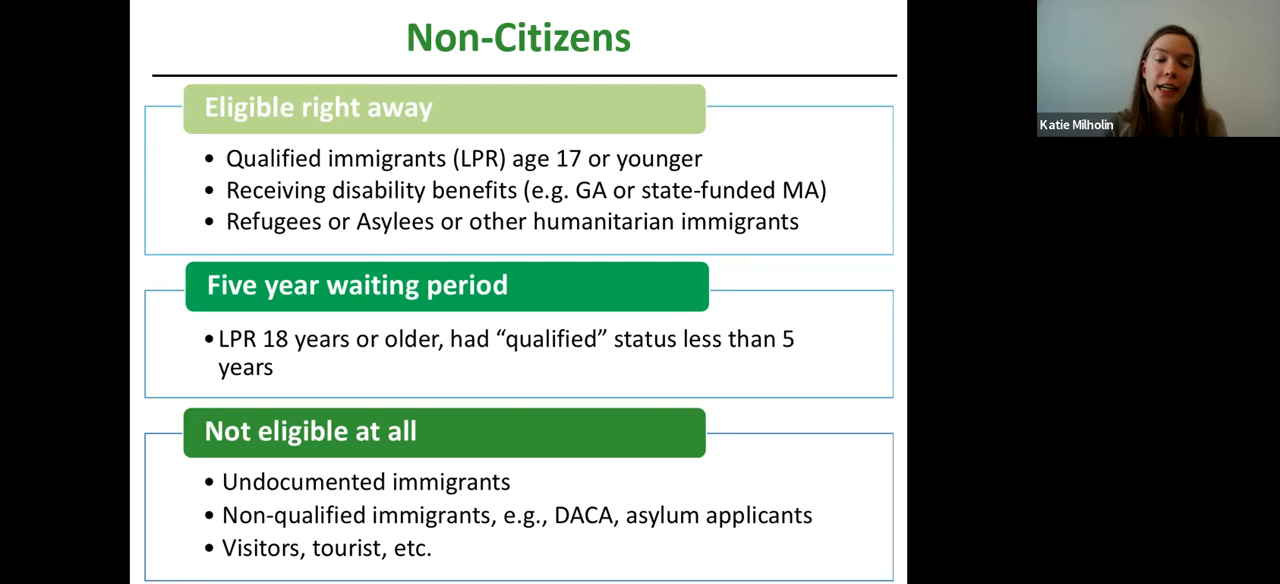 Non-Citizens
Eligible right away
• Qualified immigrants (LPR) age 17 or younger
• Receiving disability benefits (e.g. GA or state-funded MA)
• Refugees or Asylees or other humanitarian immigrants
Five year waiting period
• LPR 18 years or older, had “qualified” status less than 5
years
Not eligible at all
• Undocumented immigrants
• Non-qualified immigrants, e.g., DACA, asylum applicants
• Visitors, tourist, etc.
Katie Milholin